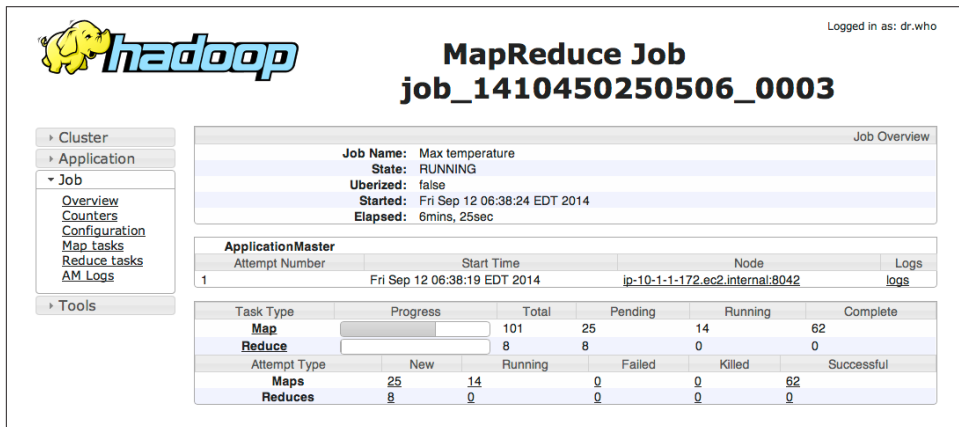 Logged in as: dr.who
hadoop
MapReduce Job
job_1410450250506_0003
Cluster
Application
Job
Overview
Counters
Configuration
Map tasks
Reduce tasks
AM Logs
Tools
Job Overview
Job Name: Max temperature
State: RUNNING
Uberized: false
Started: Fri Sep 12 06:38:24 EDT 2014
Elapsed: 6mins, 25sec
ApplicationMaster
Attempt Number Start Time Node Logs
1 Fri Sep 12 06:38:19 EDT 2014 ip-10-1-1-172.ec2.internal:8042 logs
Task Type Progress Total Pending Running Complete
Map 101 25 14 62
Reduce 8 8 0 0
Attempt Type New Running Failed Killed Successful
Maps 25 14 0 0 62
Reduces 8 0 0 0 0